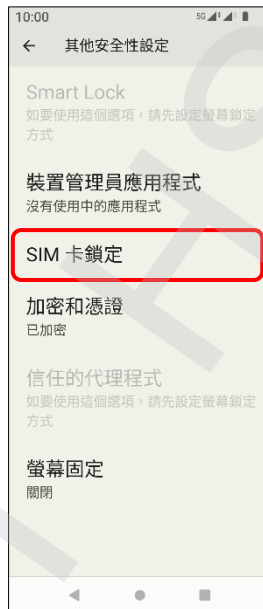 10:00 5G
其他安全性設定
Smart Lock
如要使用這個選項，請先設定螢幕鎖定
方式
裝置管理員應用程式
沒有使用中的應用程式
SIM 卡鎖定
加密和憑證
已加密
信任的代理程式
如要使用這個選項，請先設定螢幕鎖定
方式
螢幕固定
關閉